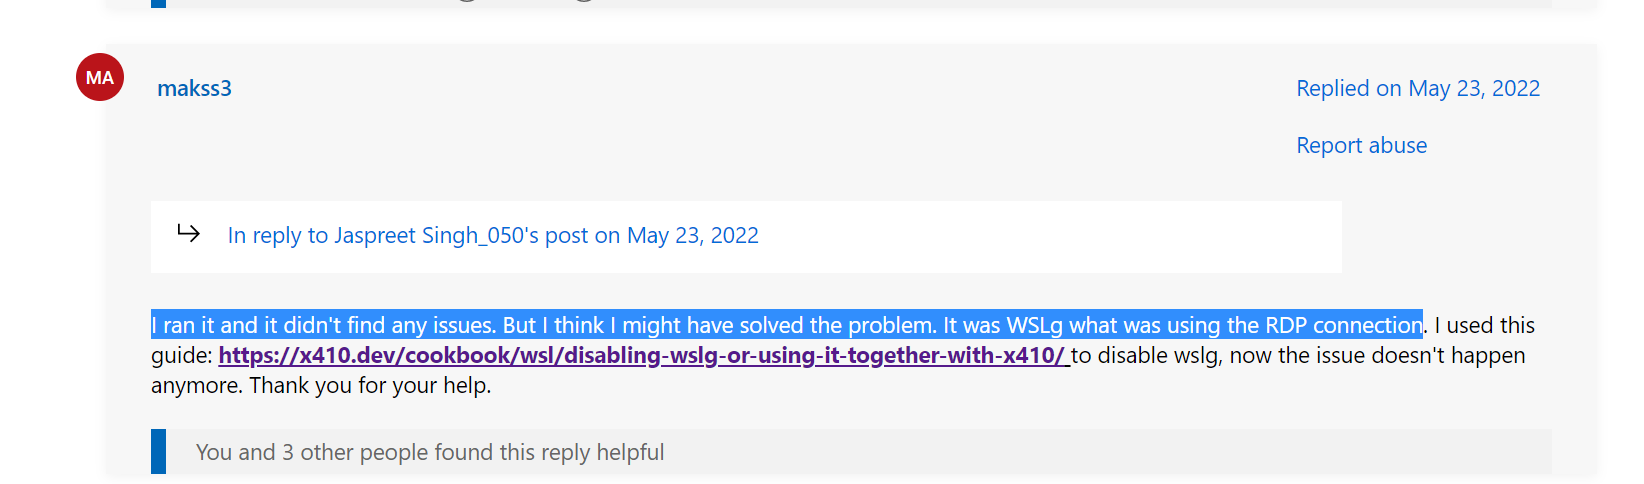 MA
makss3
Replied on May 23, 2022
Report abuse
In reply to Jaspreet Singh_050's post on May 23, 2022
I ran it and it didn't find any issues. But I think I might have solved the problem. It was WSLg what was using the RDP connection. I used this
guide: https://x410.dev/cookbook/wsl/disabling-wslg-or-using-it-together-with-x410/ to disable wslg, now the issue doesn't happen
anymore. Thank you for your help.
You and 3 other people found this reply helpful